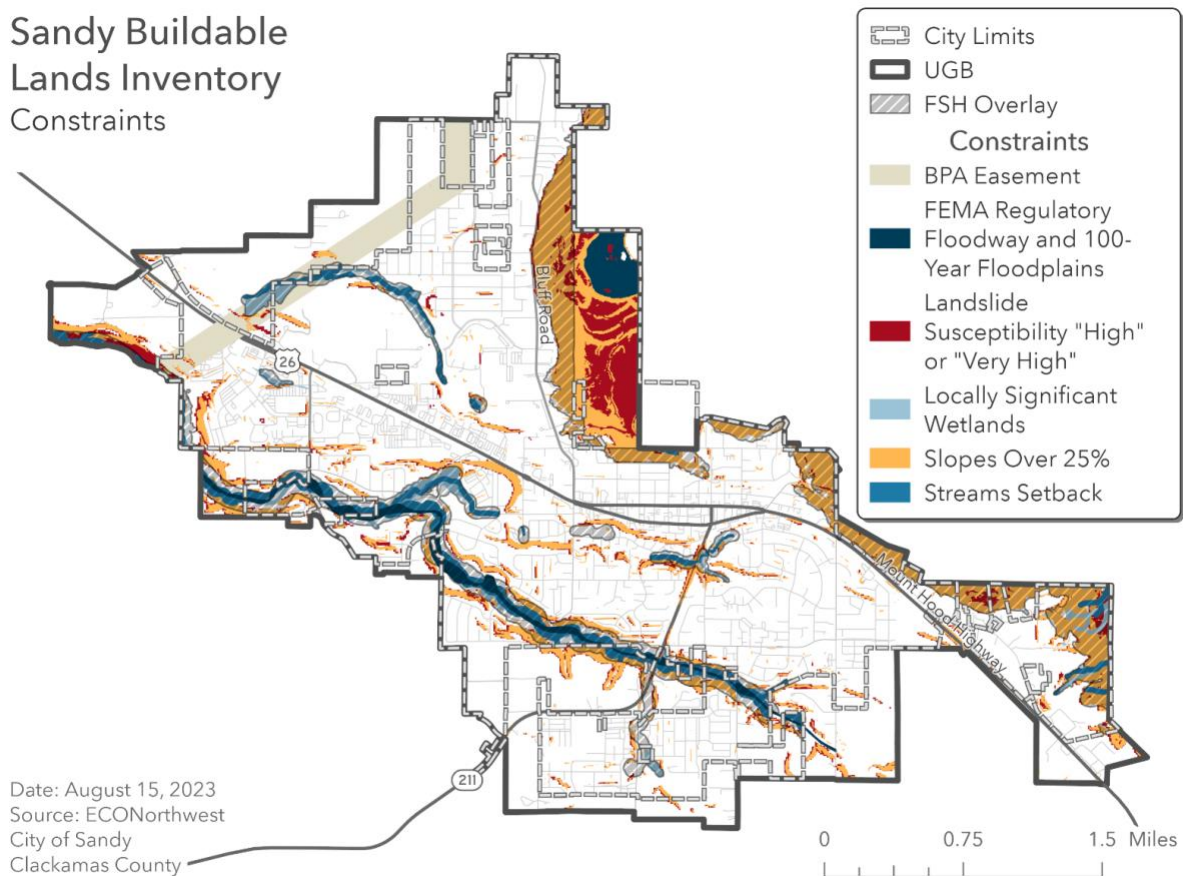 Sandy Buildable
Lands Inventory
Constraints
City Limits
UGB
FSH Overlay
Constraints
BPA Easement
FEMA Regulatory
Floodway and 100-
Year Floodplains
Landslide
Susceptibility "High"
or "Very High"
Locally Significant
Wetlands
Slopes Over 25%
Streams Setback
Bluff Road
26
Mount Hood Highway
211
Date: August 15, 2023
Source: ECONorthwest
City of Sandy
Clackamas County
0 0.75 1.5 Miles